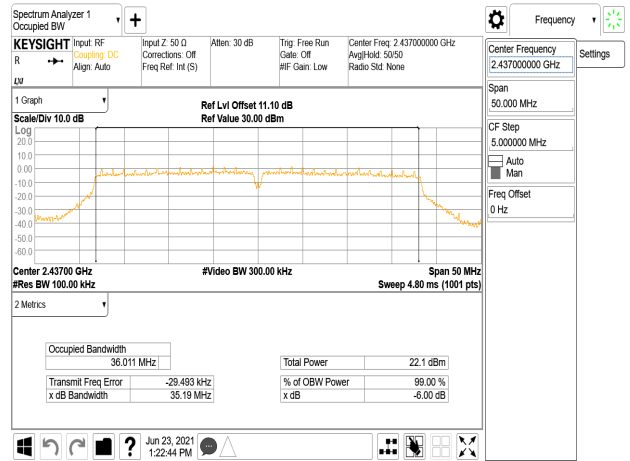 Spectrum Analyzer 1
Occupied BW
Frequency
KEYSIGHT
R
Input: RF
Coupling: DC
Align: Auto
Input Z: 50 Ω
Corrections: Off
Freq Ref: Int (S)
Atten: 30 dB
Trig: Free Run
Gate: Off
#IF Gain: Low
Center Freq: 2.437000000 GHz
Avg|Hold: 50/50
Radio Std: None
Center Frequency
2.437000000 GHz
Settings
Span
50.000 MHz
CF Step
5.000000 MHz
Auto
Man
Freq Offset
0 Hz
1 Graph
Scale/Div 10.0 dB
Ref Lvl Offset 11.10 dB
Ref Value 30.00 dBm
Log
20.0
10.0
0.00
-10.0
-20.0
-30.0
-40.0
-50.0
-60.0
Center 2.43700 GHz
#Video BW 300.00 kHz
Span 50 MHz
#Res BW 100.00 kHz
Sweep 4.80 ms (1001 pts)
2 Metrics
Occupied Bandwidth
36.011 MHz
Total Power 22.1 dBm
Transmit Freq Error -29.493 kHz
% of OBW Power 99.00 %
x dB Bandwidth 35.19 MHz
x dB -6.00 dB
?
Jun 23, 2021
1:22:44 PM